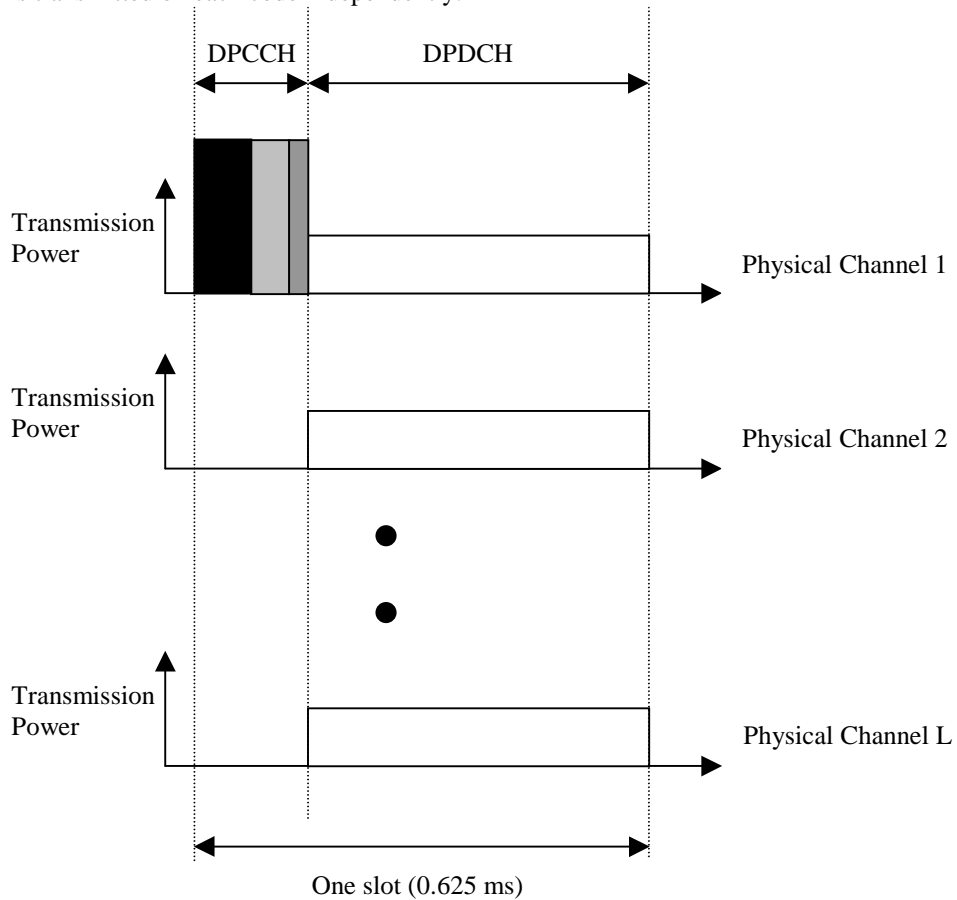 DPCCH
DPDCH
Transmission
Power
Physical Channel 1
Transmission
Power
Physical Channel 2
Transmission
Power
Physical Channel L
One slot (0.625 ms)